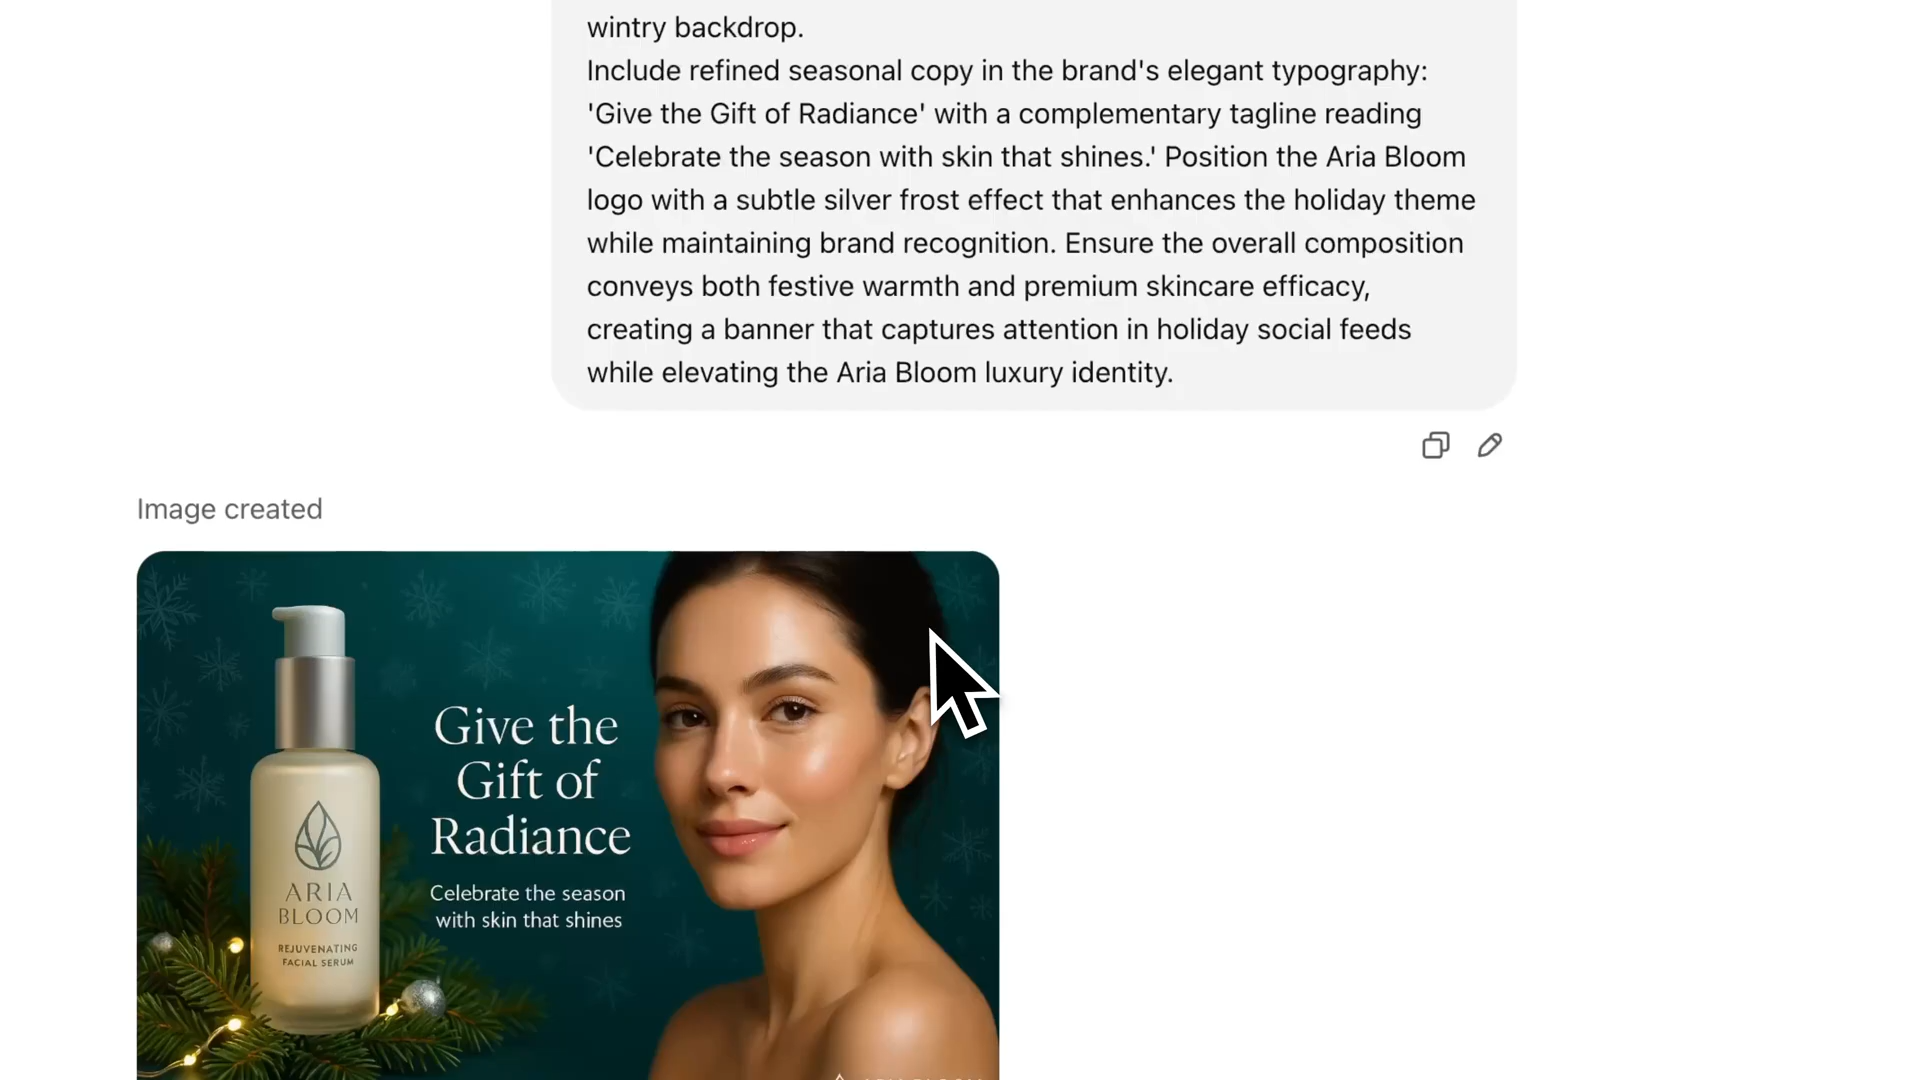 wintry backdrop.
Include refined seasonal copy in the brand's elegant typography:
'Give the Gift of Radiance' with a complementary tagline reading
'Celebrate the season with skin that shines.' Position the Aria Bloom
logo with a subtle silver frost effect that enhances the holiday theme
while maintaining brand recognition. Ensure the overall composition
conveys both festive warmth and premium skincare efficacy,
creating a banner that captures attention in holiday social feeds
while elevating the Aria Bloom luxury identity.
Image created
Give the
Gift of
Radiance
Celebrate the season
with skin that shines
ARIA
BLOOM
REJUVENATING
FACIAL SERUM